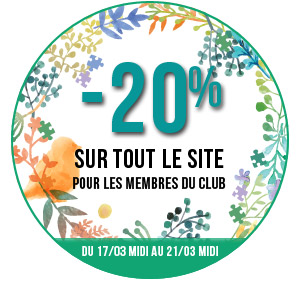 -20%
SUR TOUT LE SITE
POUR LES MEMBRES DU CLUB
DU 17/03 MIDI AU 21/03 MIDI